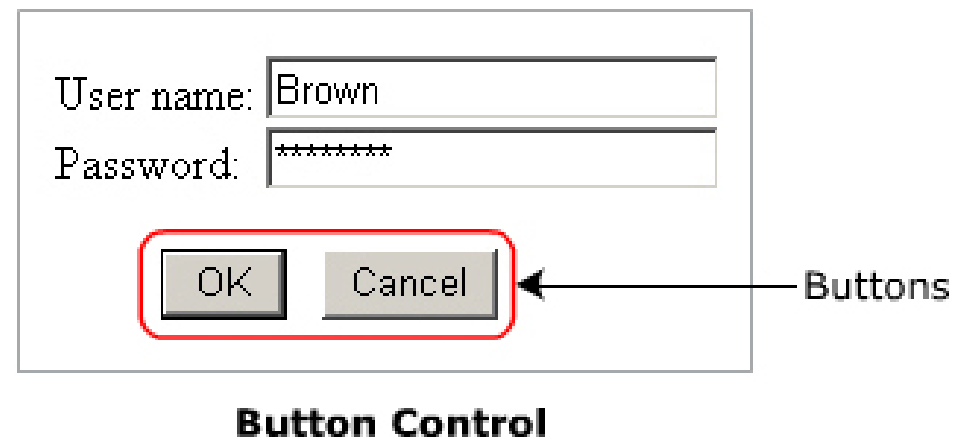 User name: Brown
Password: ********
OK Cancel
Buttons
Button Control